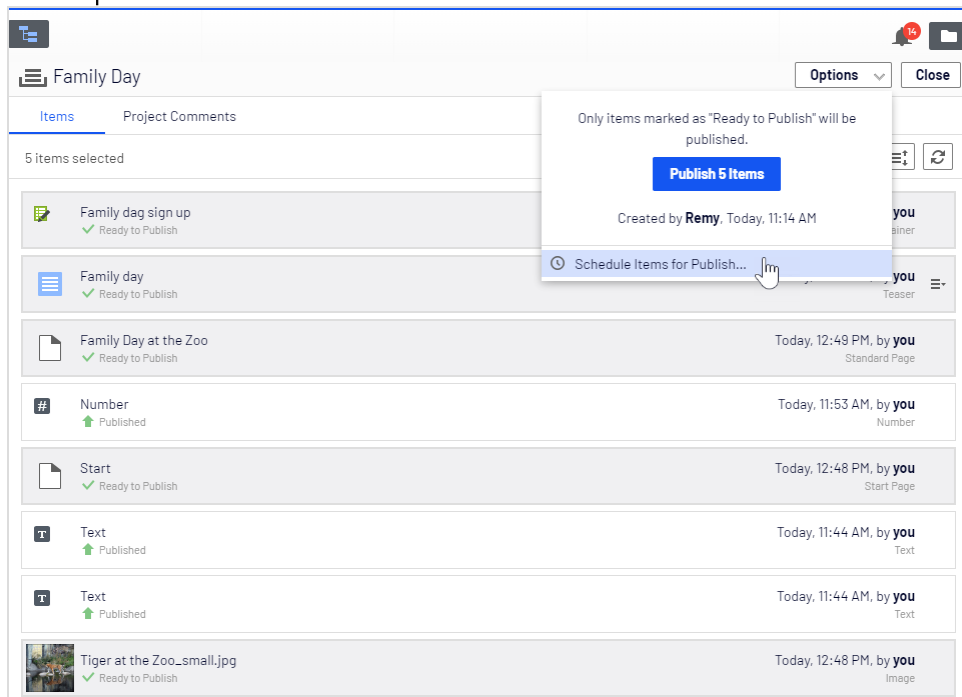 14
Family Day
Options
Close
Items
Project Comments
Only items marked as "Ready to Publish" will be
published.
5 items selected
Publish 5 Items
Created by Remy, Today, 11:14 AM
Schedule Items for Publish...
Family dag sign up
you
Ready to Publish
Family day
you
Ready to Publish
Teaser
Family Day at the Zoo
Today, 12:49 PM, by you
Ready to Publish
Standard Page
#
Number
Today, 11:53 AM, by you
Published
Number
Start
Today, 12:48 PM, by you
Ready to Publish
Start Page
T
Text
Today, 11:44 AM, by you
Published
Text
T
Text
Today, 11:44 AM, by you
Published
Text
Tiger at the Zoo_small.jpg
Today, 12:48 PM, by you
Ready to Publish
Image